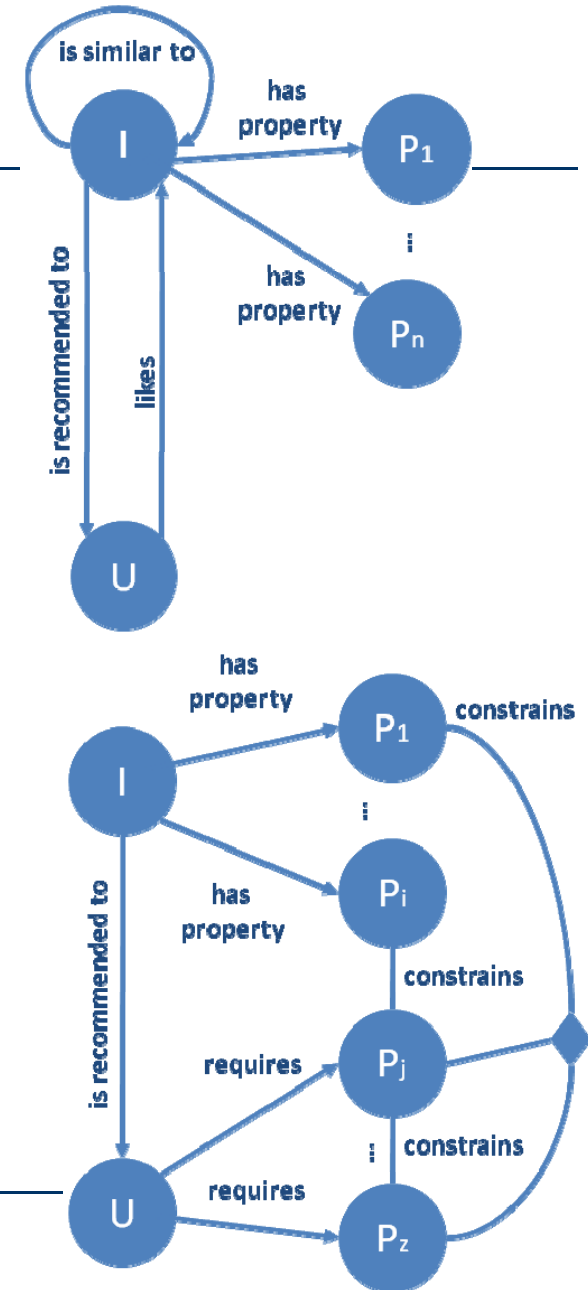 is similar to
I
has
property
P1
...
has
property
Pn
is recommended to
likes
U
has
property
P1
constrains
I
...
has
property
Pi
is recommended to
constrains
requires
Pj
...
constrains
requires
U
Pz